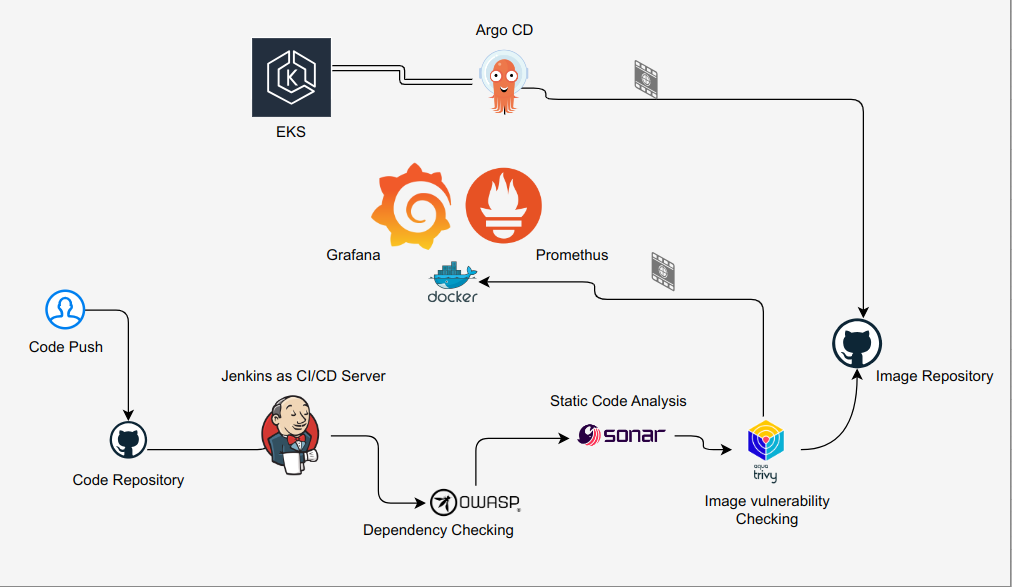 Argo CD
EKS
K
Grafana
Promethus
docker
Code Push
Image Repository
Jenkins as CI/CD Server
Static Code Analysis
sonar
Code Repository
OWASP®
Dependency Checking
aqua
trivy
Image vulnerability
Checking